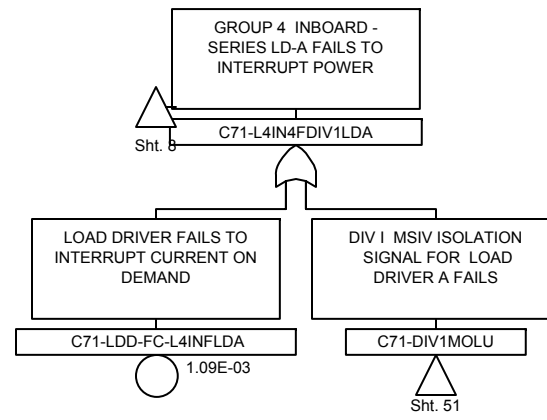 GROUP 4 INBOARD -
SERIES LD-A FAILS TO
INTERRUPT POWER
Sht. 8
C71-L4IN4FDIV1LDA
LOAD DRIVER FAILS TO
INTERRUPT CURRENT ON
DEMAND
C71-LDD-FC-L4INFLDA
1.09E-03
DIV I MSIV ISOLATION
SIGNAL FOR LOAD
DRIVER A FAILS
C71-DIV1MOLU
Sht. 51